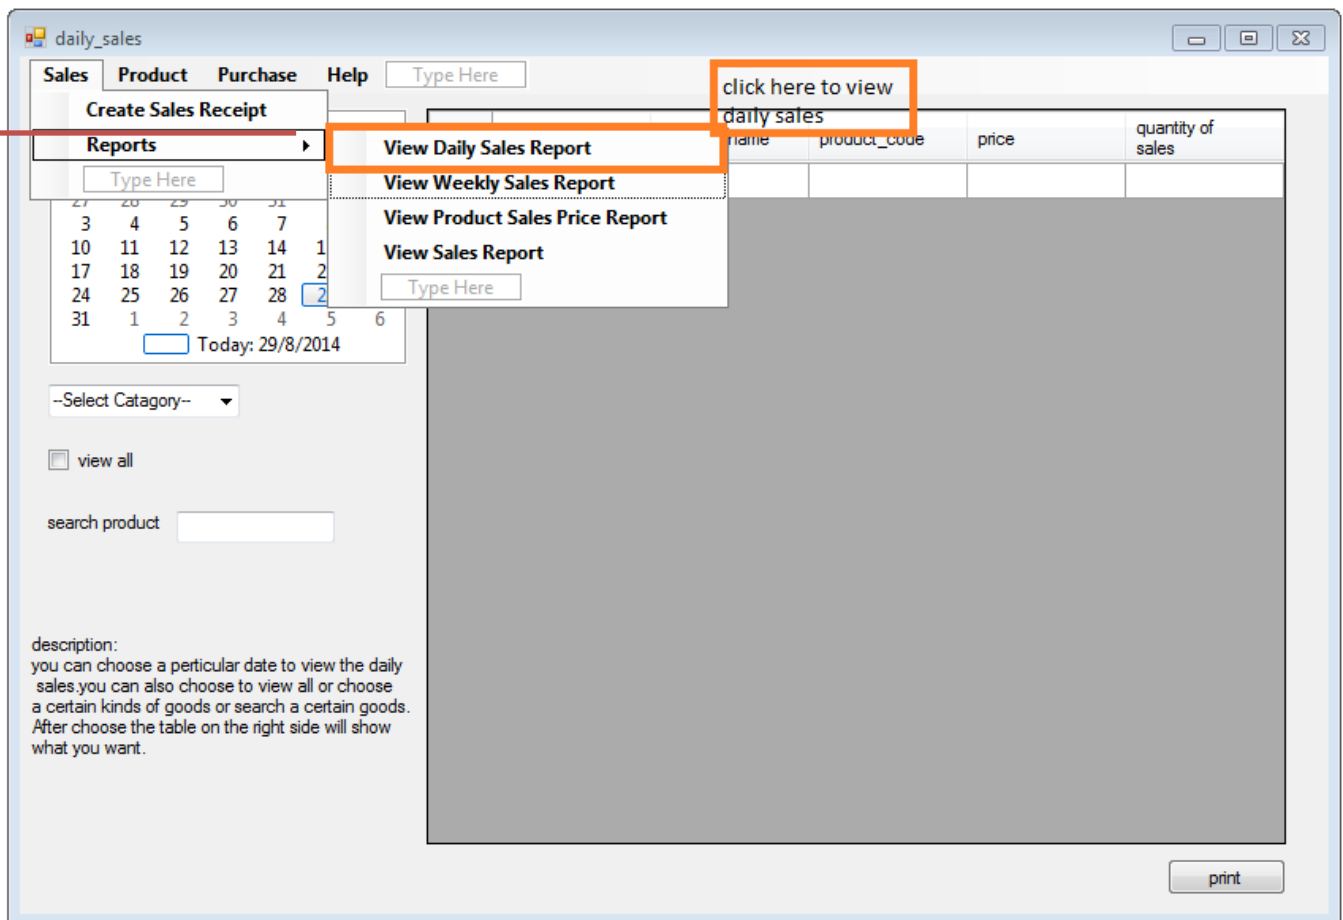 daily_sales
Sales Product Purchase Help Type Here
click here to view
daily sales
Create Sales Receipt
Reports
Type Here
View Daily Sales Report
View Weekly Sales Report
View Product Sales Price Report
View Sales Report
Type Here
name product_code price quantity of
sales
27 28 29 30 31
3 4 5 6 7
10 11 12 13 14
17 18 19 20 21
24 25 26 27 28
31 1 2 3 4 5 6
Today: 29/8/2014
--Select Catagory--
view all
search product
description:
you can choose a perticular date to view the daily
sales.you can also choose to view all or choose
a certain kinds of goods or search a certain goods.
After choose the table on the right side will show
what you want.
print